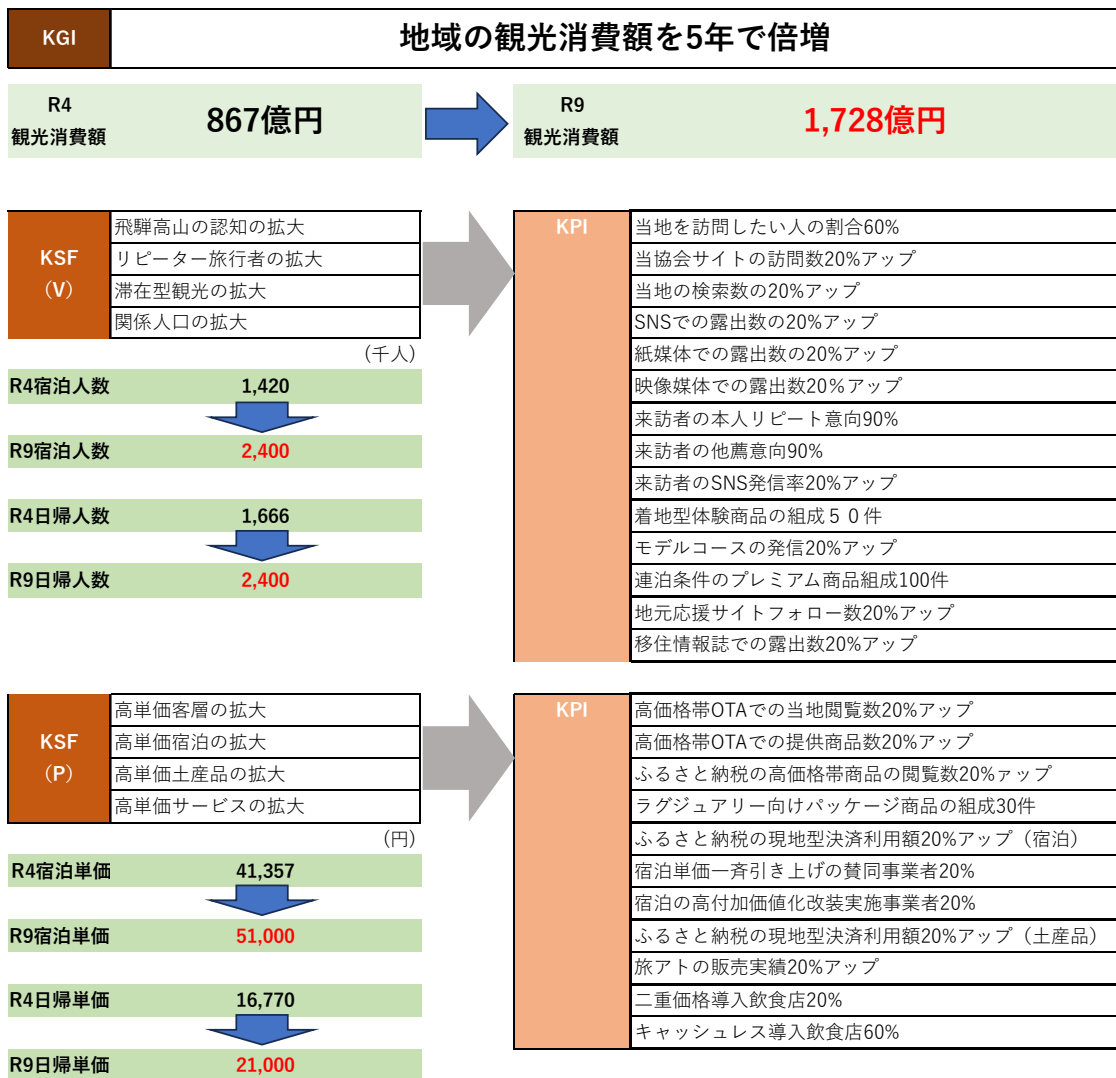 KGI
地域の観光消費額を5年で倍増
R4
観光消費額
867億円
R9
観光消費額
1,728億円
KSF
（V）
飛騨高山の認知の拡大
リピーター旅行者の拡大
滞在型観光の拡大
関係人口の拡大
（千人）
R4宿泊人数 1,420
R9宿泊人数 2,400
R4日帰人数 1,666
R9日帰人数 2,400
KPI
当地を訪問したい人の割合60%
当協会サイトの訪問数20%アップ
当地の検索数の20%アップ
SNSでの露出数の20%アップ
紙媒体での露出数の20%アップ
映像媒体での露出数20％アップ
来訪者の本人リピート意向90%
来訪者の他薦意向90%
来訪者のSNS発信率20%アップ
着地型体験商品の組成５０件
モデルコースの発信20%アップ
連泊条件のプレミアム商品組成100件
地元応援サイトフォロー数20%アップ
移住情報誌での露出数20%アップ
KSF
（P）
高単価客層の拡大
高単価宿泊の拡大
高単価土産品の拡大
高単価サービスの拡大
（円）
R4宿泊単価 41,357
R9宿泊単価 51,000
R4日帰単価 16,770
R9日帰単価 21,000
KPI
高価格帯OTAでの当地閲覧数20%アップ
高価格帯OTAでの提供商品数20%アップ
ふるさと納税の高価格帯商品の閲覧数20%ァップ
ラグジュアリー向けパッケージ商品の組成30件
ふるさと納税の現地型決済利用額20%アップ（宿泊）
宿泊単価一斉引き上げの賛同事業者20%
宿泊の高付加価値化改装実施事業者20%
ふるさと納税の現地型決済利用額20%アップ（土産品）
旅アトの販売実績20%アップ
二重価格導入飲食店20%
キャッシュレス導入飲食店60%